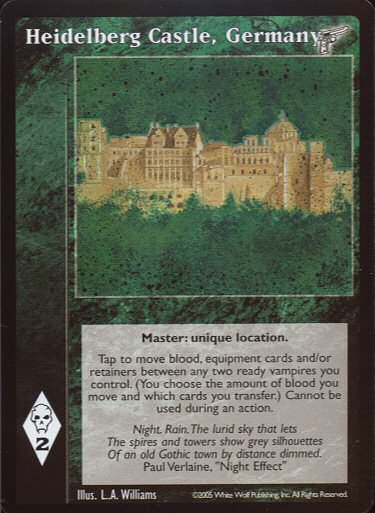 Heidelberg Castle, Germany
Master: unique location.
Tap to move blood, equipment cards and/or
retainers between any two ready vampires you
control. (You choose the amount of blood you
move and which cards you transfer.) Cannot be
used during an action.
Night. Rain. The lurid sky that lets
The spires and towers show grey silhouettes
Of an old Gothic town by distance dimmed.
Paul Verlaine, "Night Effect"
2
Illus. L.A. Williams
©2005 White Wolf Publishing, Inc. All Rights Reserved.